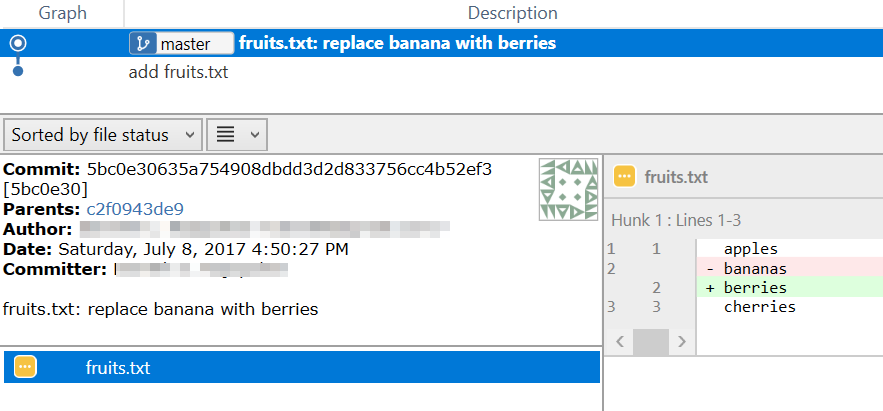 Graph Description
master fruits.txt: replace banana with berries
add fruits.txt
Sorted by file status
Commit: 5bc0e30635a754908dbdd3d2d833756cc4b52ef3
[5bc0e30]
Parents: c2f0943de9
Author:
Date: Saturday, July 8, 2017 4:50:27 PM
Committer:
fruits.txt: replace banana with berries
fruits.txt
fruits.txt
Hunk 1 : Lines 1-3
1 1 apples
2 - bananas
2 + berries
3 3 cherries